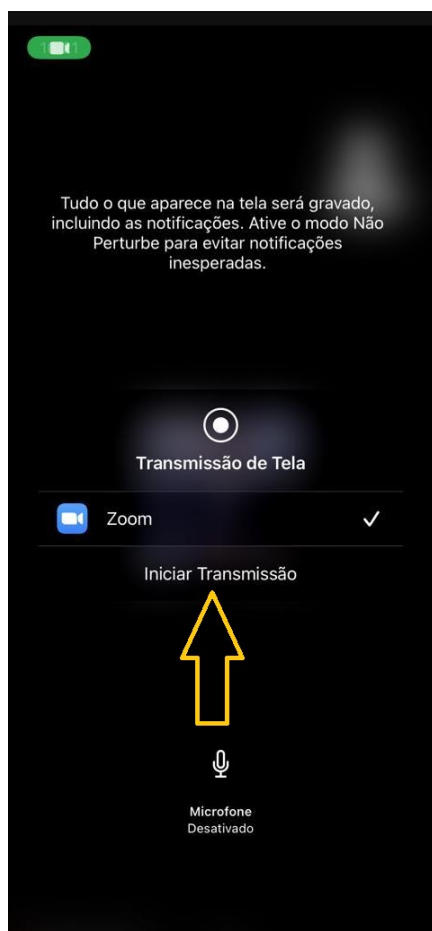 Tudo o que aparece na tela será gravado,
incluindo as notificações. Ative o modo Não
Perturbe para evitar notificações
inesperadas.
Transmissão de Tela
Zoom
Iniciar Transmissão
Microfone
Desativado